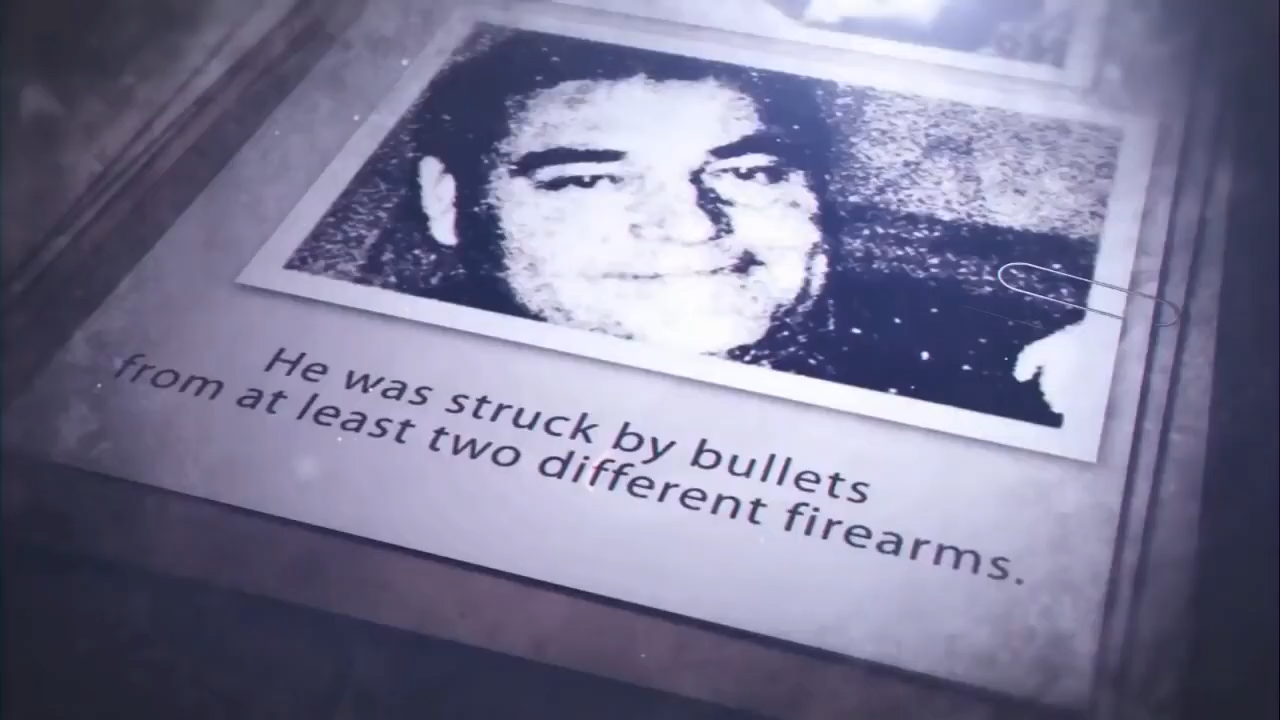 He was struck by bullets
from at least two different firearms.